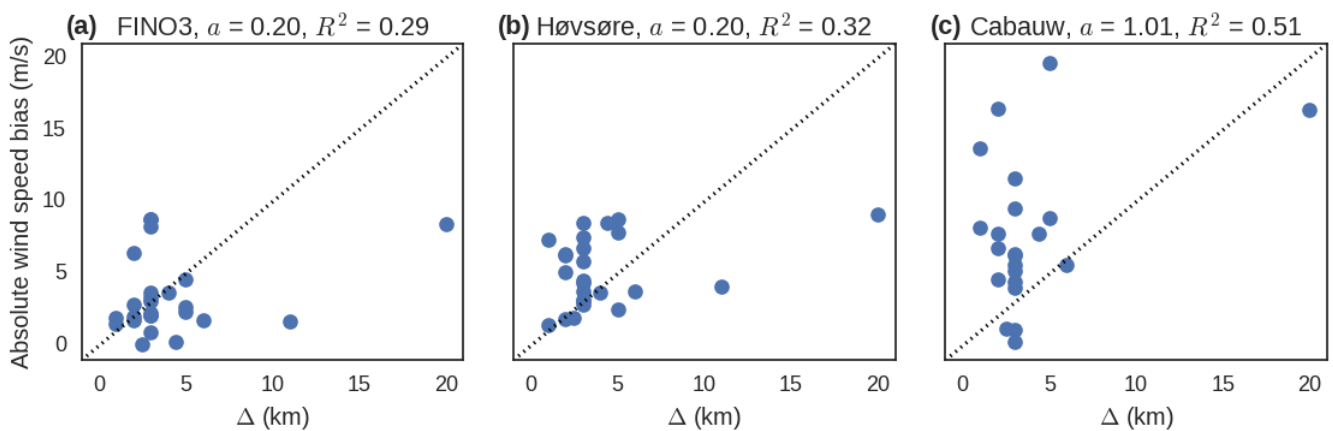 (a) FINO3, a = 0.20, R² = 0.29
(b) Høvsøre, a = 0.20, R² = 0.32
(c) Cabauw, a = 1.01, R² = 0.51
Absolute wind speed bias (m/s)
20
15
10
5
0
0 5 10 15 20
0 5 10 15 20
0 5 10 15 20
Δ (km)
Δ (km)
Δ (km)